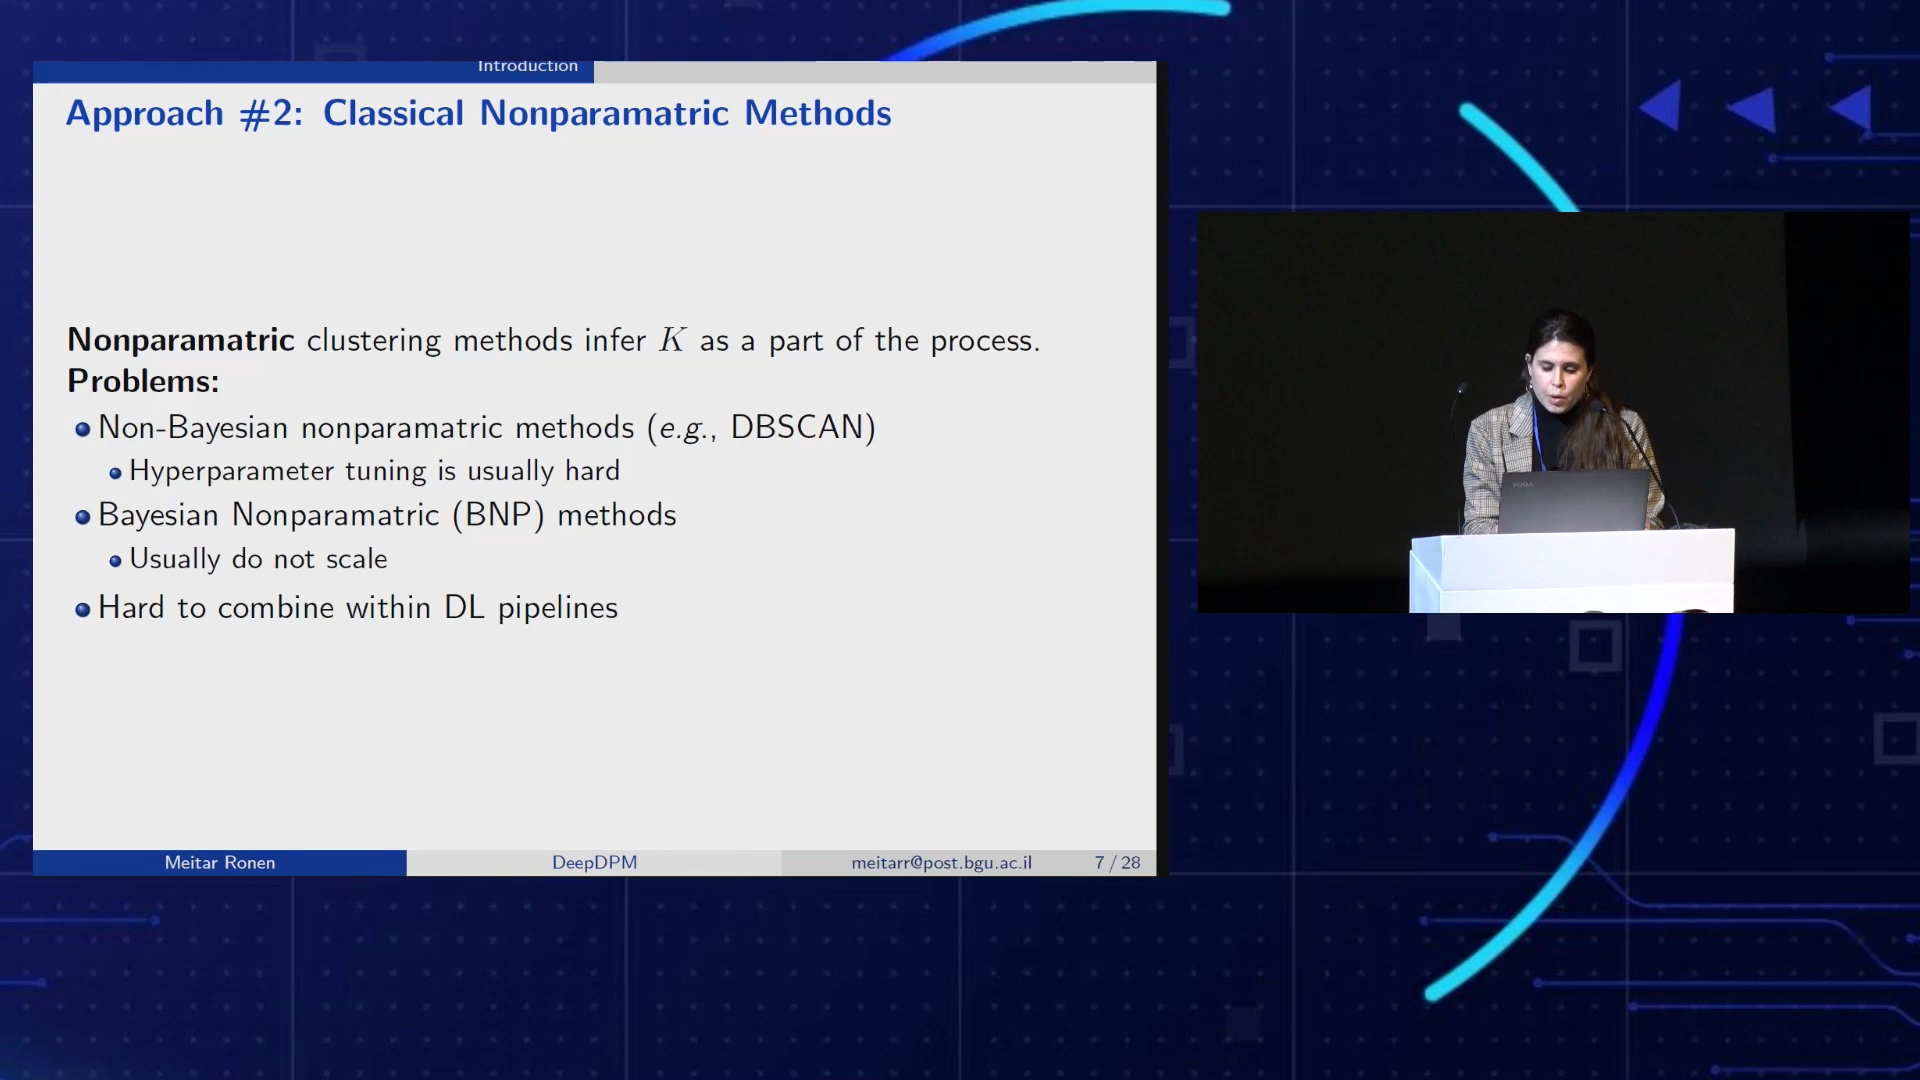 Introduction
Approach #2: Classical Nonparamatric Methods
Nonparamatric clustering methods infer K as a part of the process.
Problems:
Non-Bayesian nonparamatric methods (e.g., DBSCAN)
Hyperparameter tuning is usually hard
Bayesian Nonparamatric (BNP) methods
Usually do not scale
Hard to combine within DL pipelines
Meitar Ronen DeepDPM meitarr@post.bgu.ac.il 7 / 28
YOGA